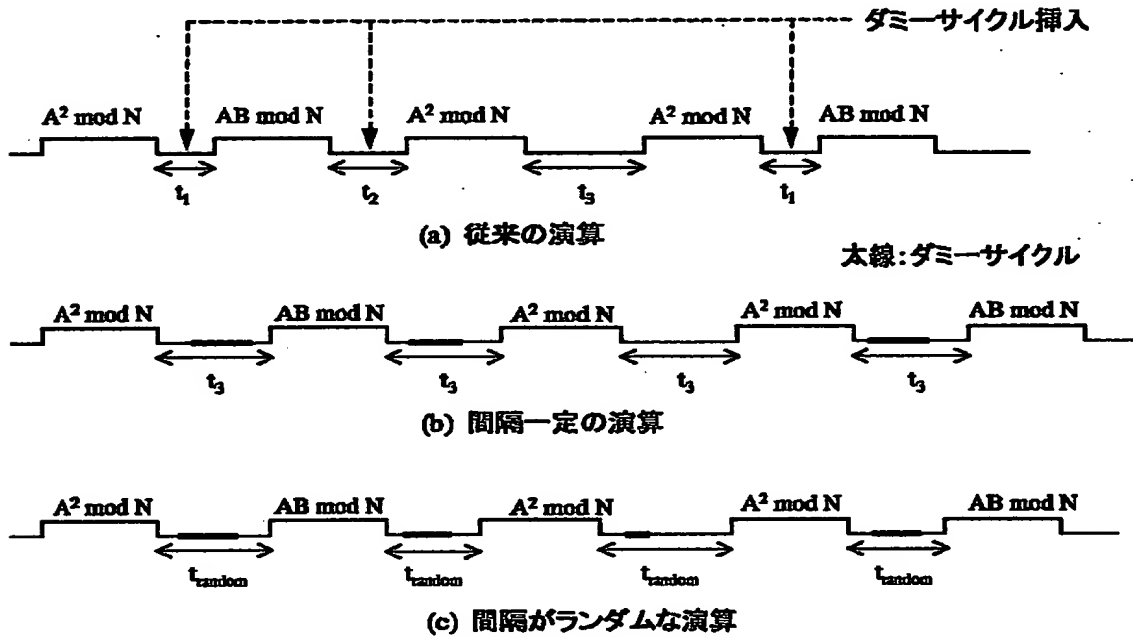 ダミーサイクル挿入
A² mod N AB mod N A² mod N A² mod N AB mod N
t₁ t₂ t₃ t₁
(a) 従来の演算
太線:ダミーサイクル
A² mod N AB mod N A² mod N A² mod N AB mod N
t₃ t₃ t₃ t₃
(b) 間隔一定の演算
A² mod N AB mod N A² mod N A² mod N AB mod N
t_random t_random t_random t_random
(c) 間隔がランダムな演算